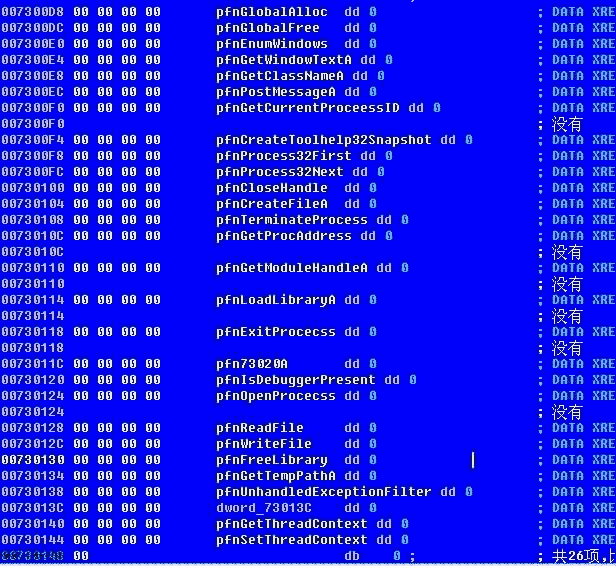 007300D8 00 00 00 00 pfnGlobalAlloc dd 0 ; DATA XRE
007300DC 00 00 00 00 pfnGlobalFree dd 0 ; DATA XRE
007300E0 00 00 00 00 pfnEnumWindows dd 0 ; DATA XRE
007300E4 00 00 00 00 pfnGetWindowTextA dd 0 ; DATA XRE
007300E8 00 00 00 00 pfnGetClassNameA dd 0 ; DATA XRE
007300EC 00 00 00 00 pfnPostMessageA dd 0 ; DATA XRE
007300F0 00 00 00 00 pfnGetCurrentProceessID dd 0 ; DATA XRE
007300F0 ; 没有
007300F4 00 00 00 00 pfnCreateToolhelp32Snapshot dd 0 ; DATA XRE
007300F8 00 00 00 00 pfnProcess32First dd 0 ; DATA XRE
007300FC 00 00 00 00 pfnProcess32Next dd 0 ; DATA XRE
00730100 00 00 00 00 pfnCloseHandle dd 0 ; DATA XRE
00730104 00 00 00 00 pfnCreateFileA dd 0 ; DATA XRE
00730108 00 00 00 00 pfnTerminateProcess dd 0 ; DATA XRE
0073010C 00 00 00 00 pfnGetProcAddress dd 0 ; DATA XRE
0073010C ; 没有
00730110 00 00 00 00 pfnGetModuleHandleA dd 0 ; DATA XRE
00730110 ; 没有
00730114 00 00 00 00 pfnLoadLibraryA dd 0 ; DATA XRE
00730114 ; 没有
00730118 00 00 00 00 pfnExitProcecss dd 0 ; DATA XRE
00730118 ; 没有
0073011C 00 00 00 00 pfn73020A dd 0 ; DATA XRE
00730120 00 00 00 00 pfnIsDebuggerPresent dd 0 ; DATA XRE
00730124 00 00 00 00 pfnOpenProcecss dd 0 ; DATA XRE
00730124 ; 没有
00730128 00 00 00 00 pfnReadFile dd 0 ; DATA XRE
0073012C 00 00 00 00 pfnWriteFile dd 0 ; DATA XRE
00730130 00 00 00 00 pfnFreeLibrary dd 0 ; DATA XRE
00730134 00 00 00 00 pfnGetTempPathA dd 0 ; DATA XRE
00730138 00 00 00 00 pfnUnhandledExceptionFilter dd 0 ; DATA XRE
0073013C 00 00 00 00 dword_73013C dd 0 ; DATA XRE
00730140 00 00 00 00 pfnGetThreadContext dd 0 ; DATA XRE
00730144 00 00 00 00 pfnSetThreadContext dd 0 ; DATA XRE
00730148 00 db 0 ; ; 共26项,